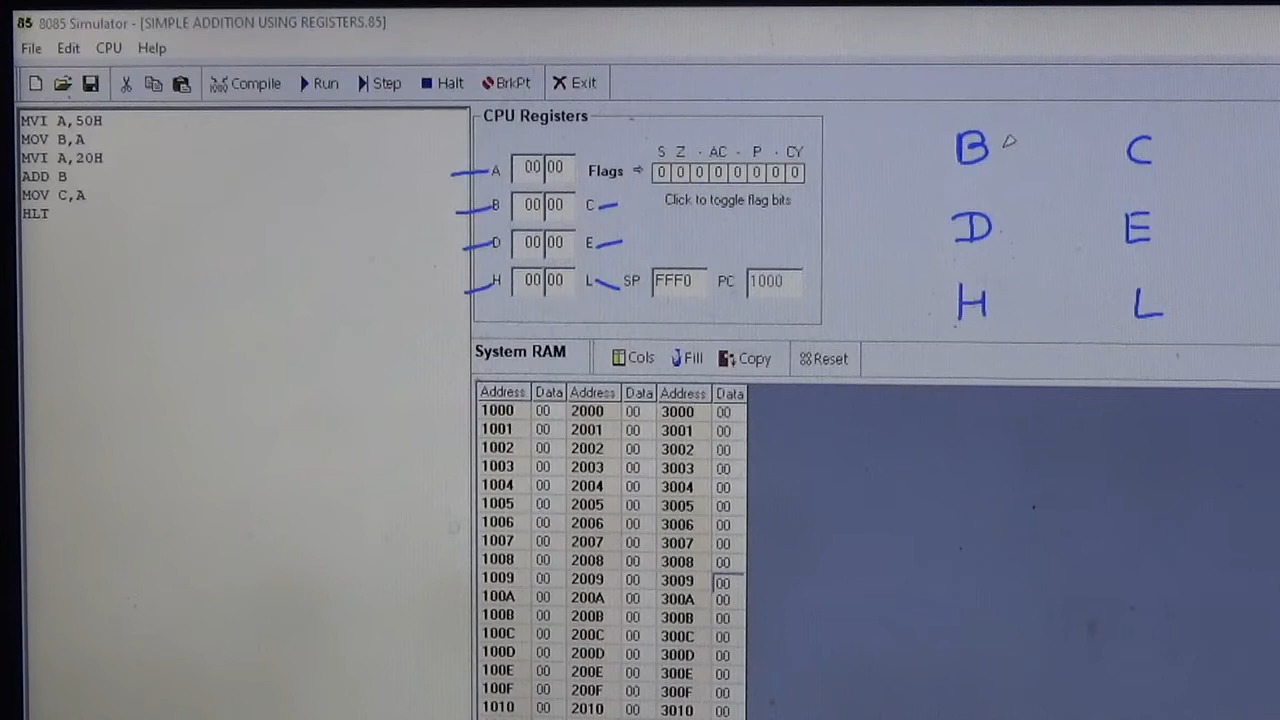 85 8085 Simulator - [SIMPLE ADDITION USING REGISTERS.85]
File Edit CPU Help
Compile Run Step Halt BrkPt Exit
MVI A,50H
MOV B,A
MVI A,20H
ADD B
MOV C,A
HLT
CPU Registers
S Z · AC · P · CY
A 00 00 Flags ⇨ 0 0 0 0 0 0 0 0
B 00 00 C Click to toggle flag bits
D 00 00 E
H 00 00 L SP FFF0 PC 1000
B C
D E
H L
System RAM Cols Fill Copy Reset
Address Data Address Data Address Data
1000 00 2000 00 3000 00
1001 00 2001 00 3001 00
1002 00 2002 00 3002 00
1003 00 2003 00 3003 00
1004 00 2004 00 3004 00
1005 00 2005 00 3005 00
1006 00 2006 00 3006 00
1007 00 2007 00 3007 00
1008 00 2008 00 3008 00
1009 00 2009 00 3009 00
100A 00 200A 00 300A 00
100B 00 200B 00 300B 00
100C 00 200C 00 300C 00
100D 00 200D 00 300D 00
100E 00 200E 00 300E 00
100F 00 200F 00 300F 00
1010 00 2010 00 3010 00